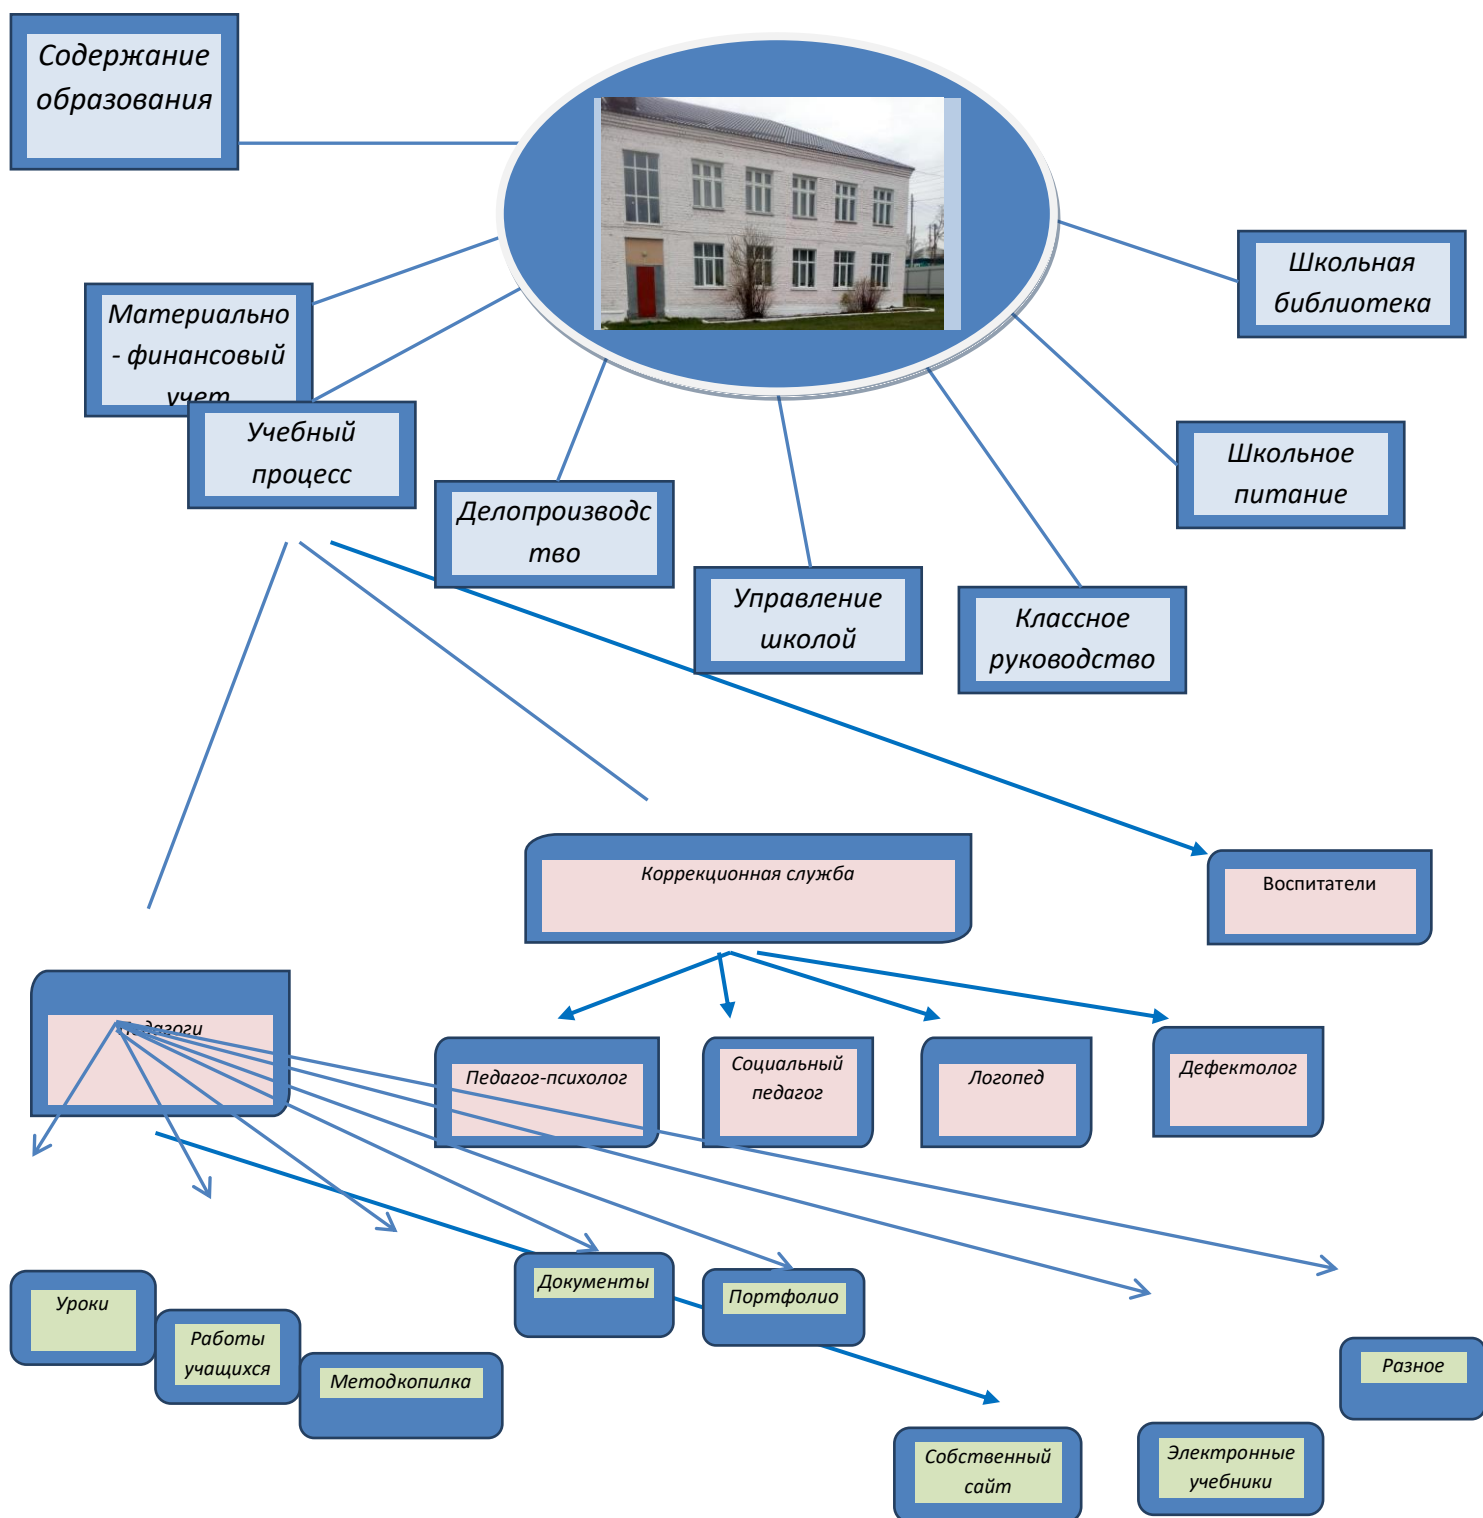 Содержание
образования
Школьная
библиотека
Материально
- финансовый
учет
Учебный
процесс
Школьное
питание
Делопроизводс
тво
Управление
школой
Классное
руководство
Коррекционная служба
Воспитатели
Педагоги
Педагог-психолог
Социальный
педагог
Логопед
Дефектолог
Документы
Портфолио
Уроки
Работы
учащихся
Методкопилка
Разное
Собственный
сайт
Электронные
учебники